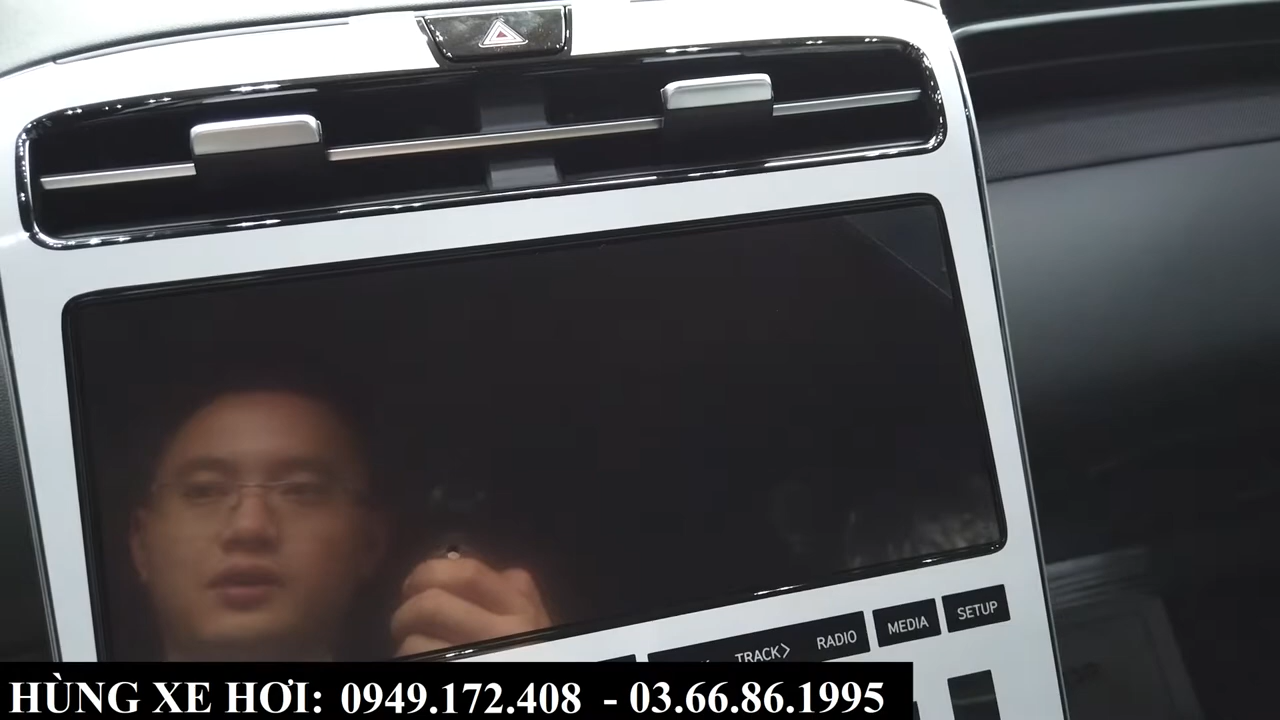 TRACK> RADIO MEDIA SETUP
HÙNG XE HƠI: 0949.172.408 - 03.66.86.1995